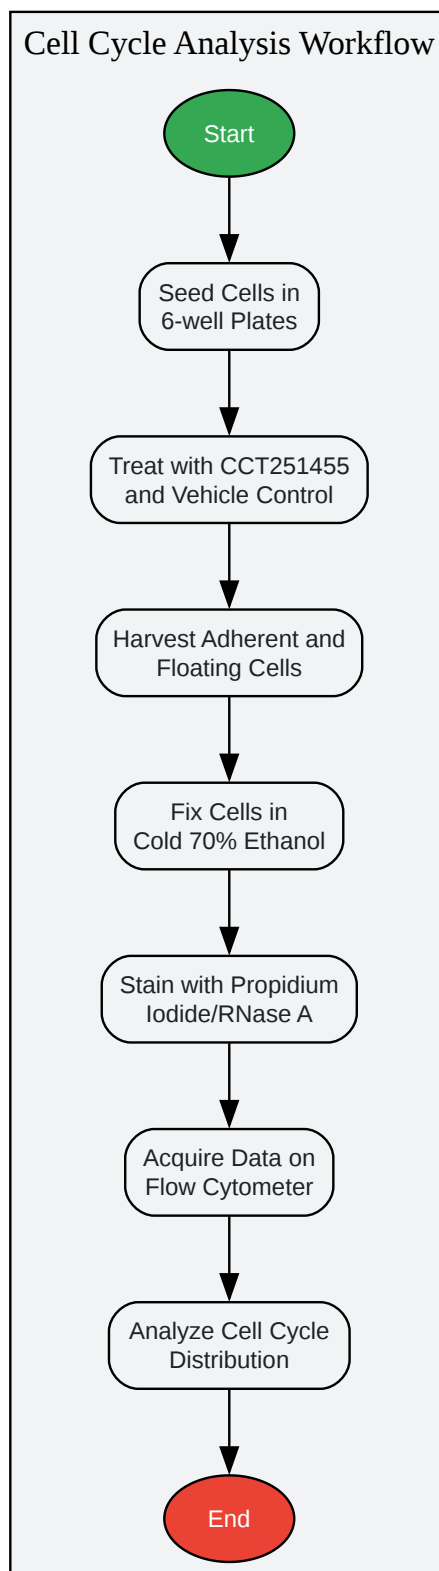 Cell Cycle Analysis Workflow
Start
Seed Cells in
6-well Plates
Treat with CCT251455
and Vehicle Control
Harvest Adherent and
Floating Cells
Fix Cells in
Cold 70% Ethanol
Stain with Propidium
Iodide/RNase A
Acquire Data on
Flow Cytometer
Analyze Cell Cycle
Distribution
End